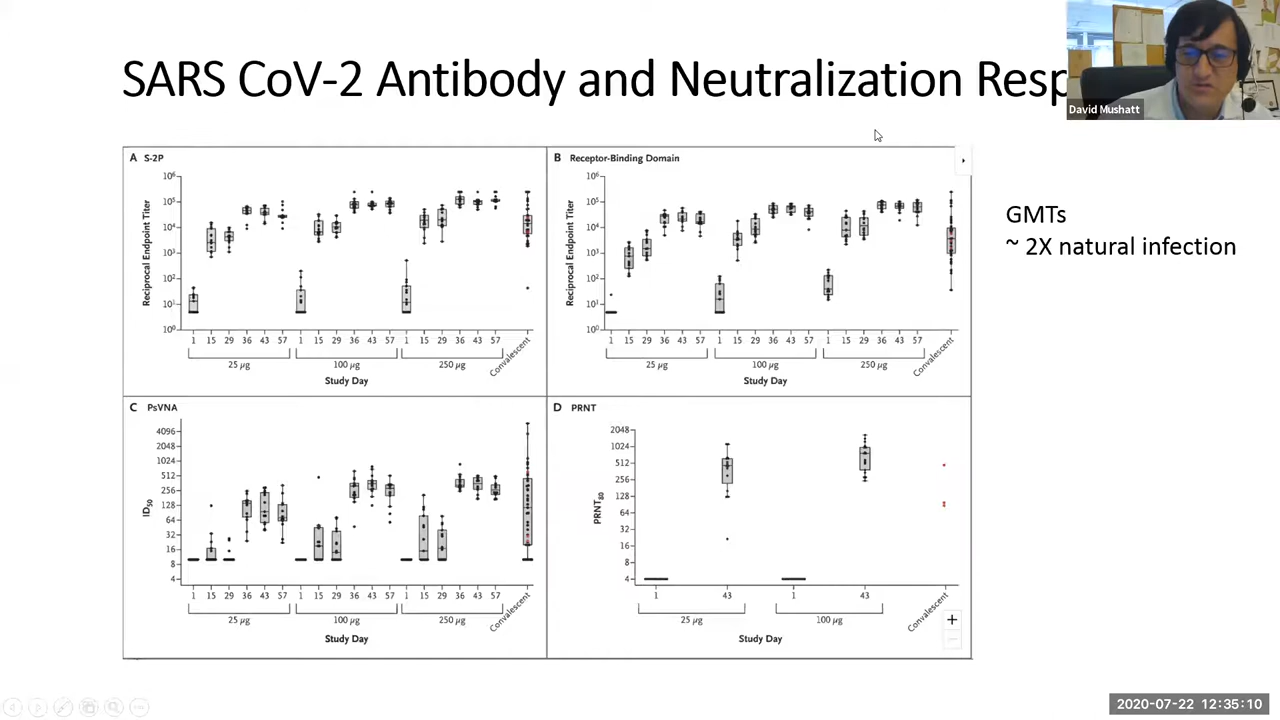 SARS CoV-2 Antibody and Neutralization Resp
David Mushatt
A S-2P
Reciprocal Endpoint Titer
10⁶
10⁵
10⁴
10³
10²
10¹
10⁰
1 15 29 36 43 57 1 15 29 36 43 57 1 15 29 36 43 57 Convalescent
25 µg 100 µg 250 µg
Study Day
B Receptor-Binding Domain
Reciprocal Endpoint Titer
10⁶
10⁵
10⁴
10³
10²
10¹
10⁰
1 15 29 36 43 57 1 15 29 36 43 57 1 15 29 36 43 57 Convalescent
25 µg 100 µg 250 µg
Study Day
GMTs
~ 2X natural infection
C PsVNA
ID₅₀
4096
2048
1024
512
256
128
64
32
16
8
4
1 15 29 36 43 57 1 15 29 36 43 57 1 15 29 36 43 57 Convalescent
25 µg 100 µg 250 µg
Study Day
D PRNT
PRNT₈₀
2048
1024
512
256
128
64
32
16
8
4
1 43 1 43 Convalescent
25 µg 100 µg
Study Day
2020-07-22 12:35:10